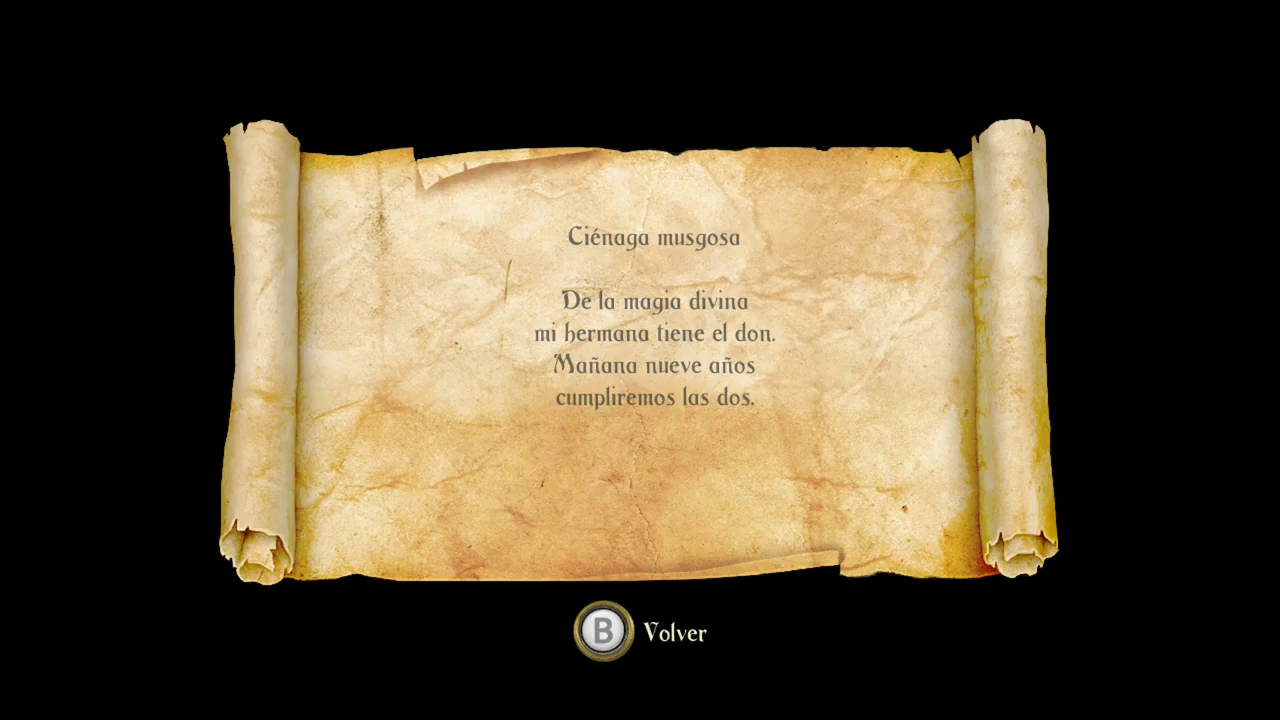 Ciénaga musgosa
De la magia divina
mi hermana tiene el don.
Mañana nueve años
cumpliremos las dos.
B Volver